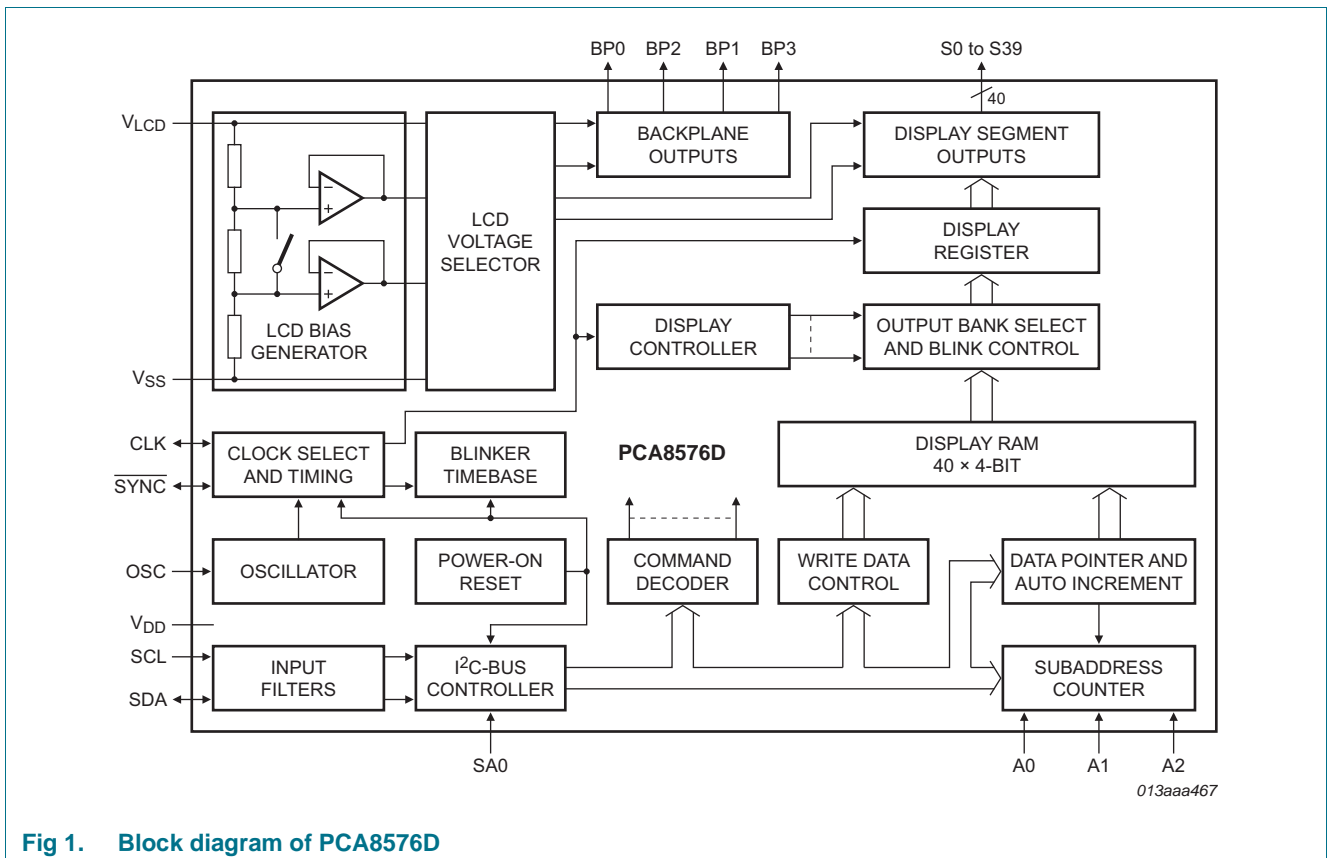 BP0 BP2 BP1 BP3 S0 to S39
40
VLCD
BACKPLANE
OUTPUTS
DISPLAY SEGMENT
OUTPUTS
LCD
VOLTAGE
SELECTOR
DISPLAY
REGISTER
LCD BIAS
GENERATOR
DISPLAY
CONTROLLER
OUTPUT BANK SELECT
AND BLINK CONTROL
VSS
CLK
SYNC
CLOCK SELECT
AND TIMING
BLINKER
TIMEBASE
PCA8576D
DISPLAY RAM
40 × 4-BIT
OSC
OSCILLATOR
POWER-ON
RESET
COMMAND
DECODER
WRITE DATA
CONTROL
DATA POINTER AND
AUTO INCREMENT
VDD
SCL
SDA
INPUT
FILTERS
I2C-BUS
CONTROLLER
SUBADDRESS
COUNTER
SA0 A0 A1 A2
013aaa467
Fig 1. Block diagram of PCA8576D